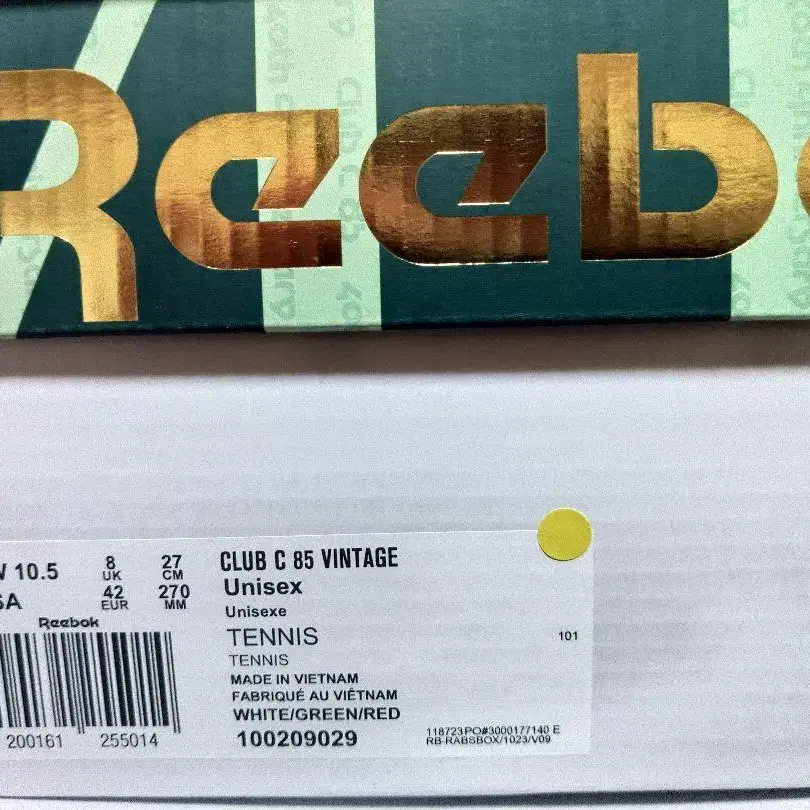 Reeb
Club C 85
W 10.5
8
UK
27
CM
SA
42
EUR
270
MM
Reebok
200161 255014
CLUB C 85 VINTAGE
Unisex
Unisexe
TENNIS
101
TENNIS
MADE IN VIETNAM
FABRIQUÉ AU VIÊTNAM
WHITE/GREEN/RED
100209029
118723PO#3000177140 E
RB-RABSBOX/1023/V09